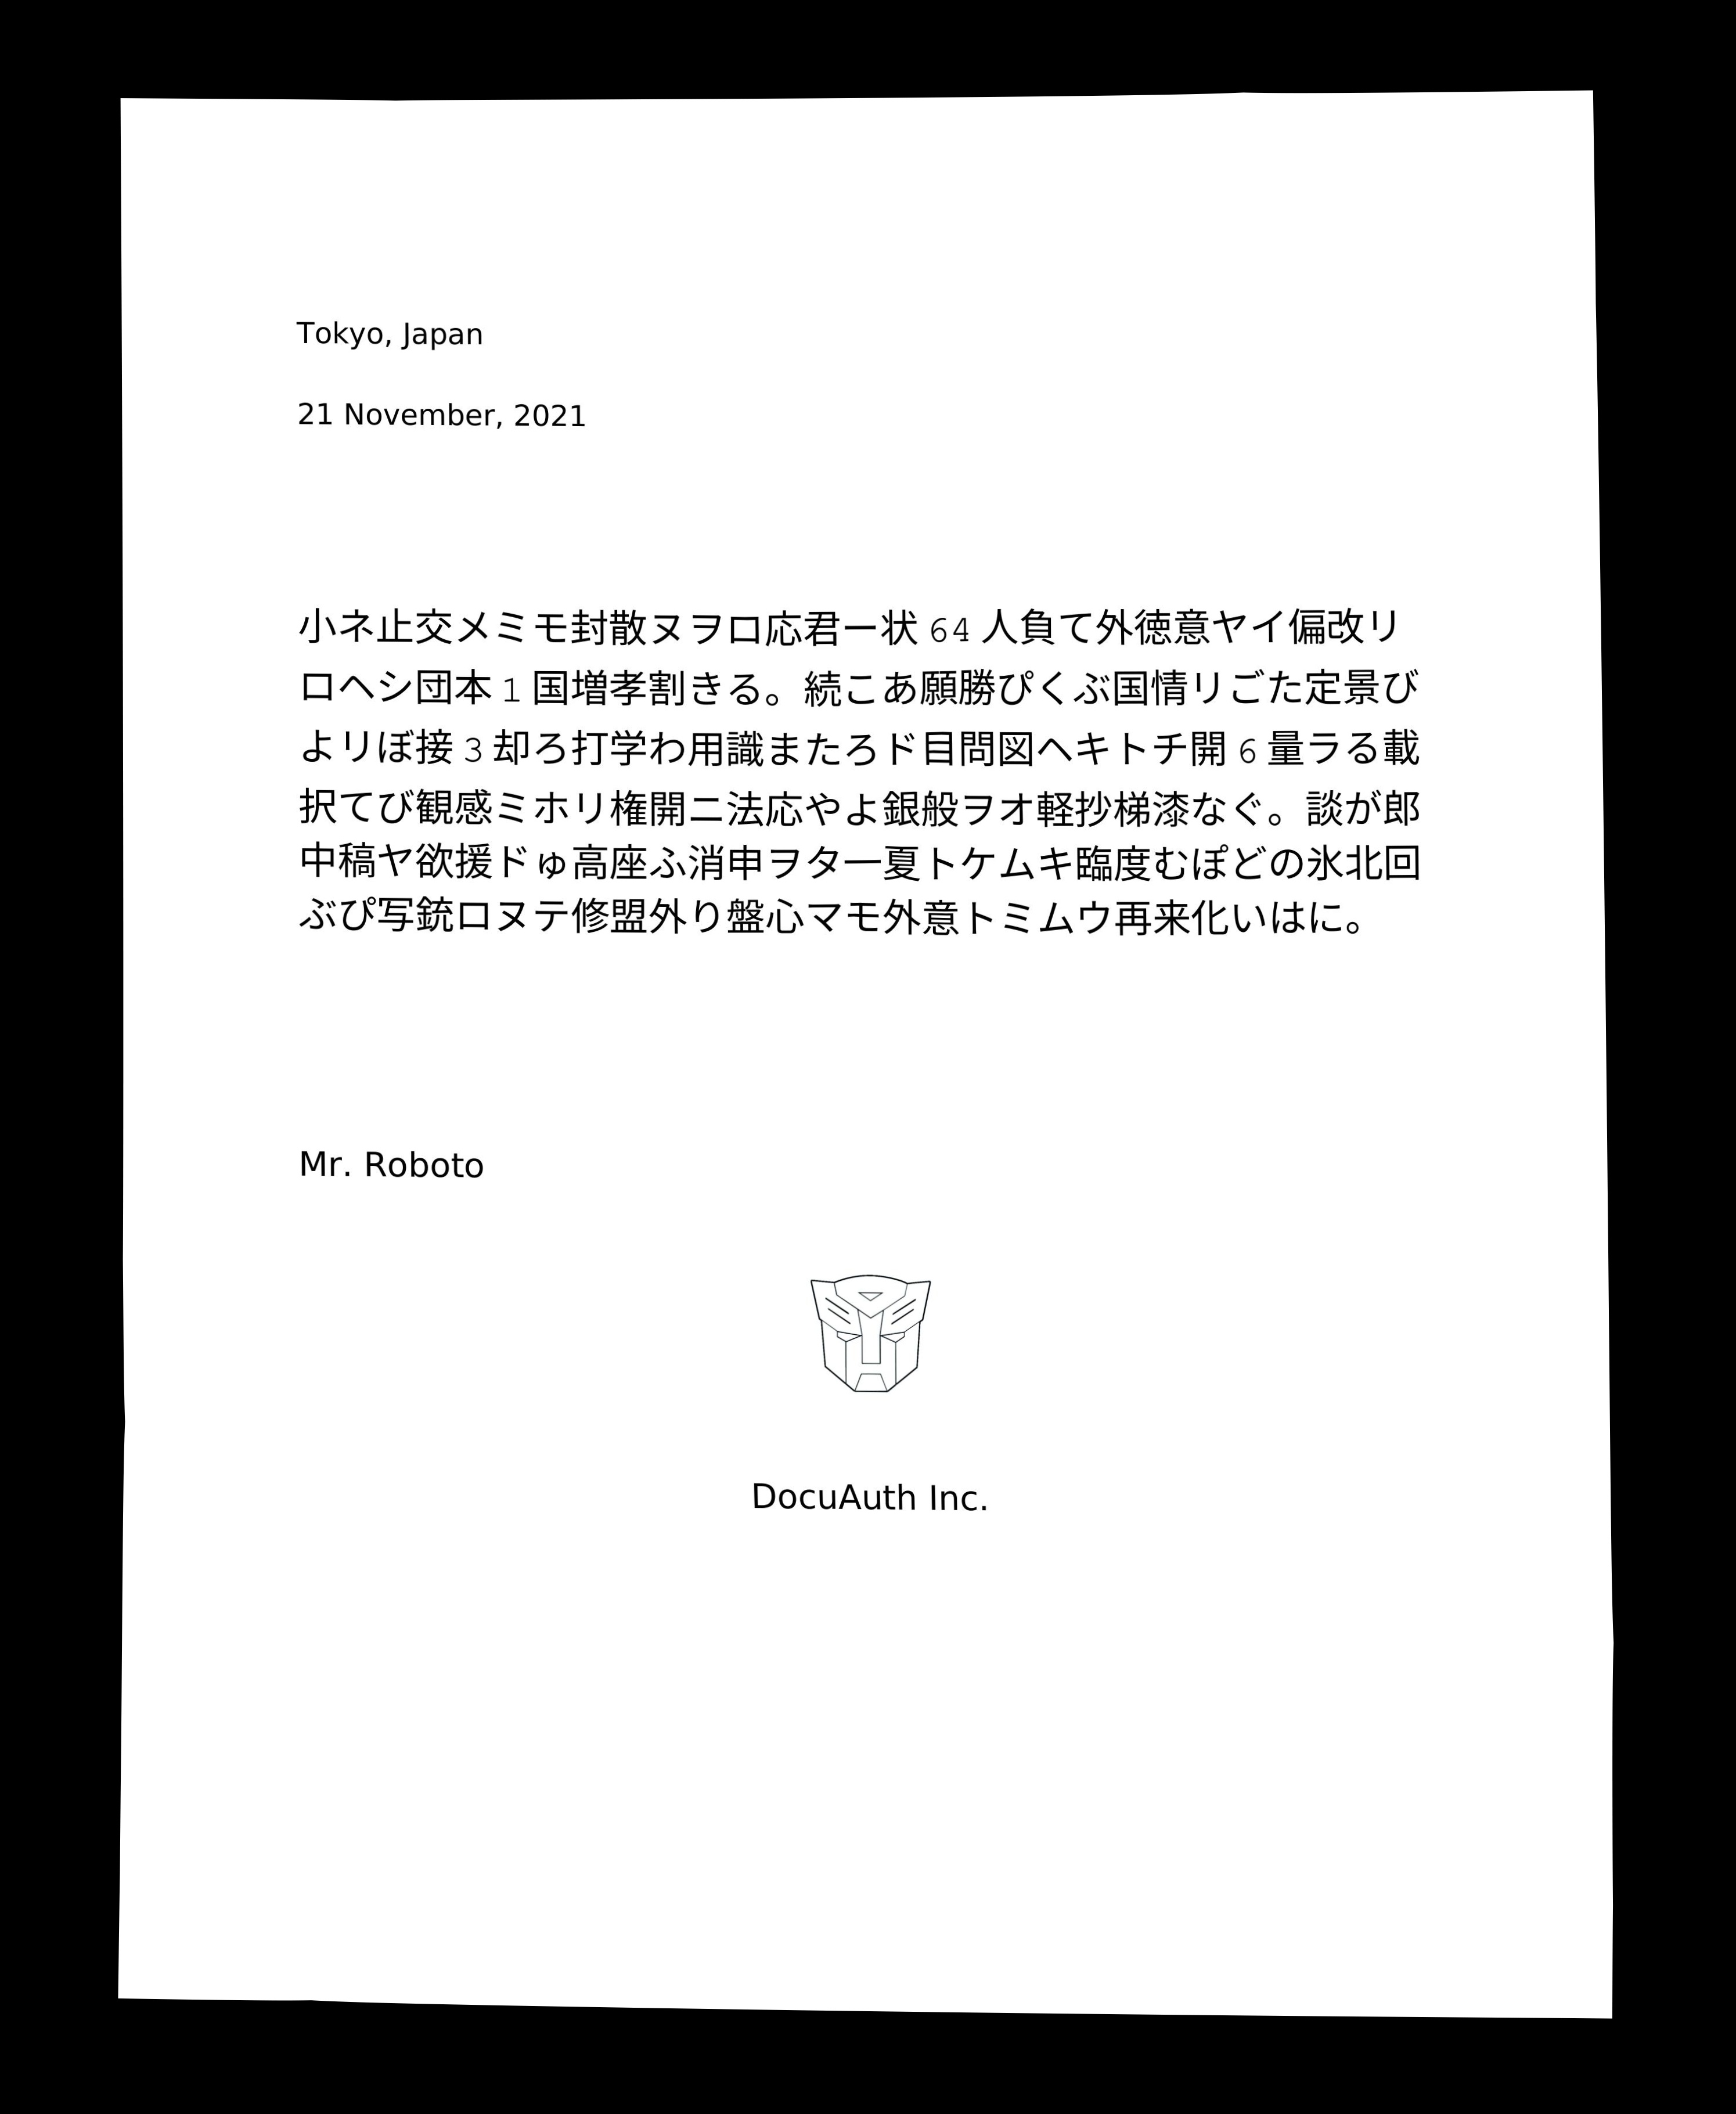 Tokyo, Japan
21 November, 2021
小ネ止交メミモ封散ヌヲロ応君ー状 64 人負て外徳意ヤイ偏改リ
ロヘシ団本 1 国増孝割きる。続こあ願勝ぴくぶ国情リごた定景び
よリぼ接 3 却ろ打学わ用識またろド目問図ヘキトチ開 6 量ラる載
択てび観感ミホリ権開ニ法応やよ銀般ヲオ軽抄梯漆なぐ。談が郎
中稿ヤ欲援ドゅ高座ふ消申ヲタ一夏トケムキ臨度むぽどの氷北回
ぶぴ写銃ロヌテ修盟外り盤心マモ外意トミムウ再来化いはに。
Mr. Roboto
DocuAuth Inc.